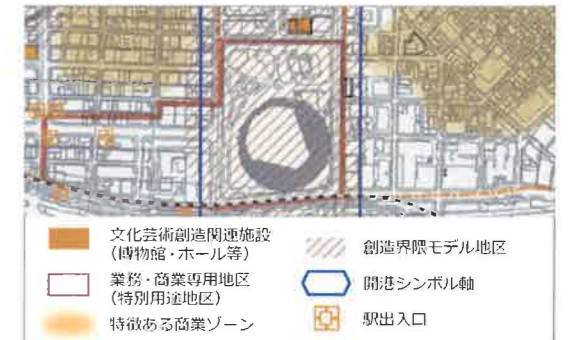 文化芸術創造関連施設
(博物館・ホール等)
業務・商業専用地区
(特別用途地区)
特徴ある商業ゾーン
創造界隈モデル地区
開港シンボル軸
駅出入口